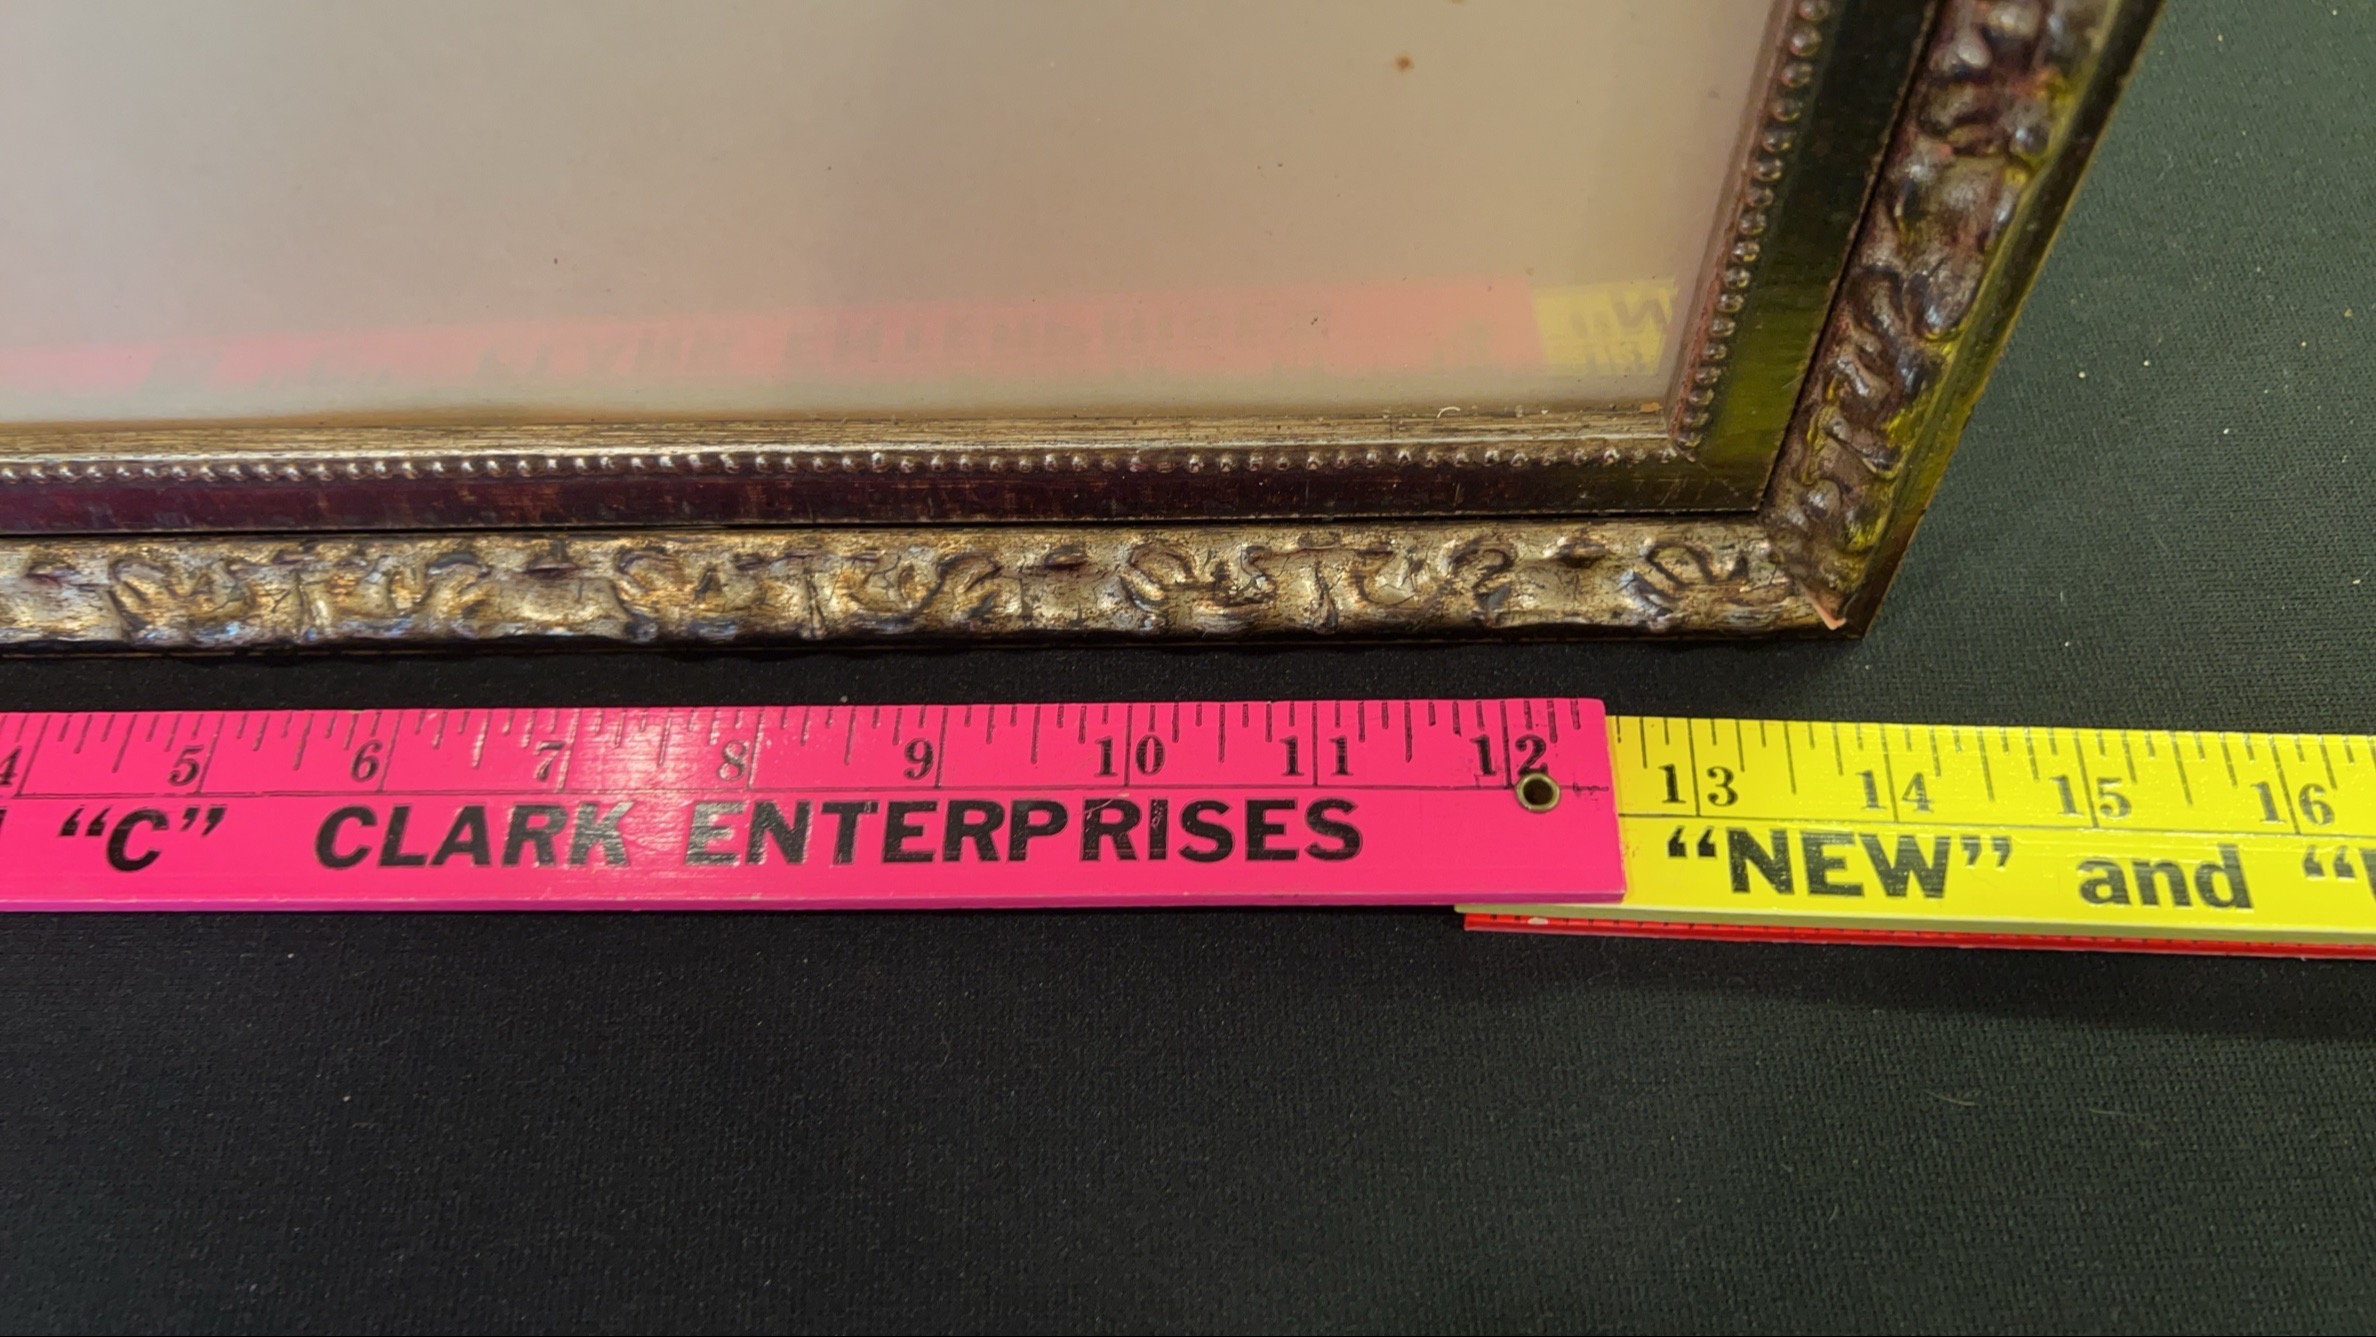 4 5 6 7 8 9 10 11 12 13 14 15 16
"C" CLARK ENTERPRISES "NEW" and